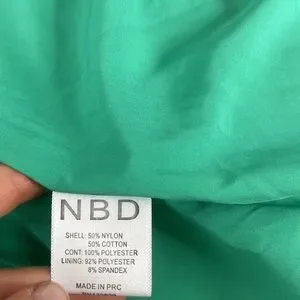 NBD
SHELL: 50% NYLON
50% COTTON
CONT: 100% POLYESTER
LINING: 92% POLYESTER
8% SPANDEX
MADE IN PRC